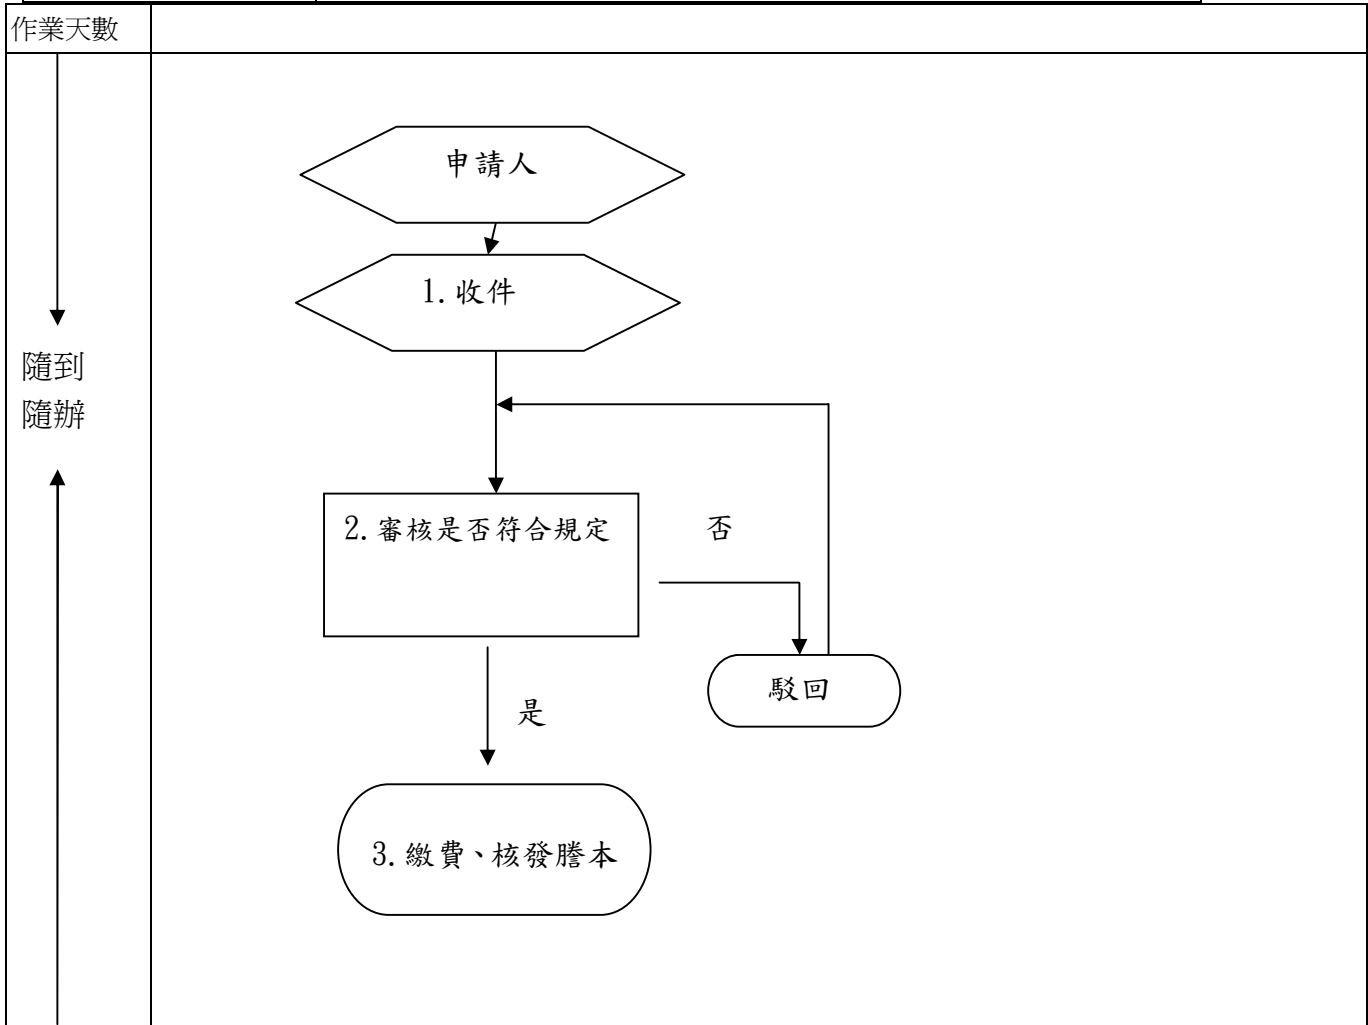 作業天數
申請人
1.收件
隨到
隨辦
2.審核是否符合規定
否
駁回
是
3.繳費、核發謄本